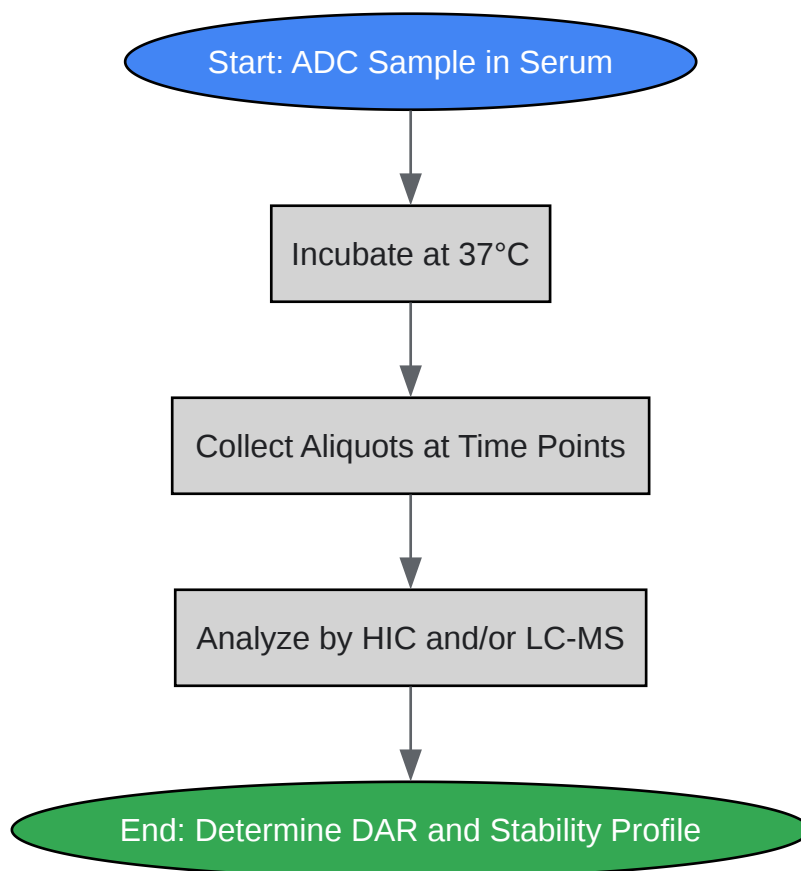 Start: ADC Sample in Serum
Incubate at 37°C
Collect Aliquots at Time Points
Analyze by HIC and/or LC-MS
End: Determine DAR and Stability Profile